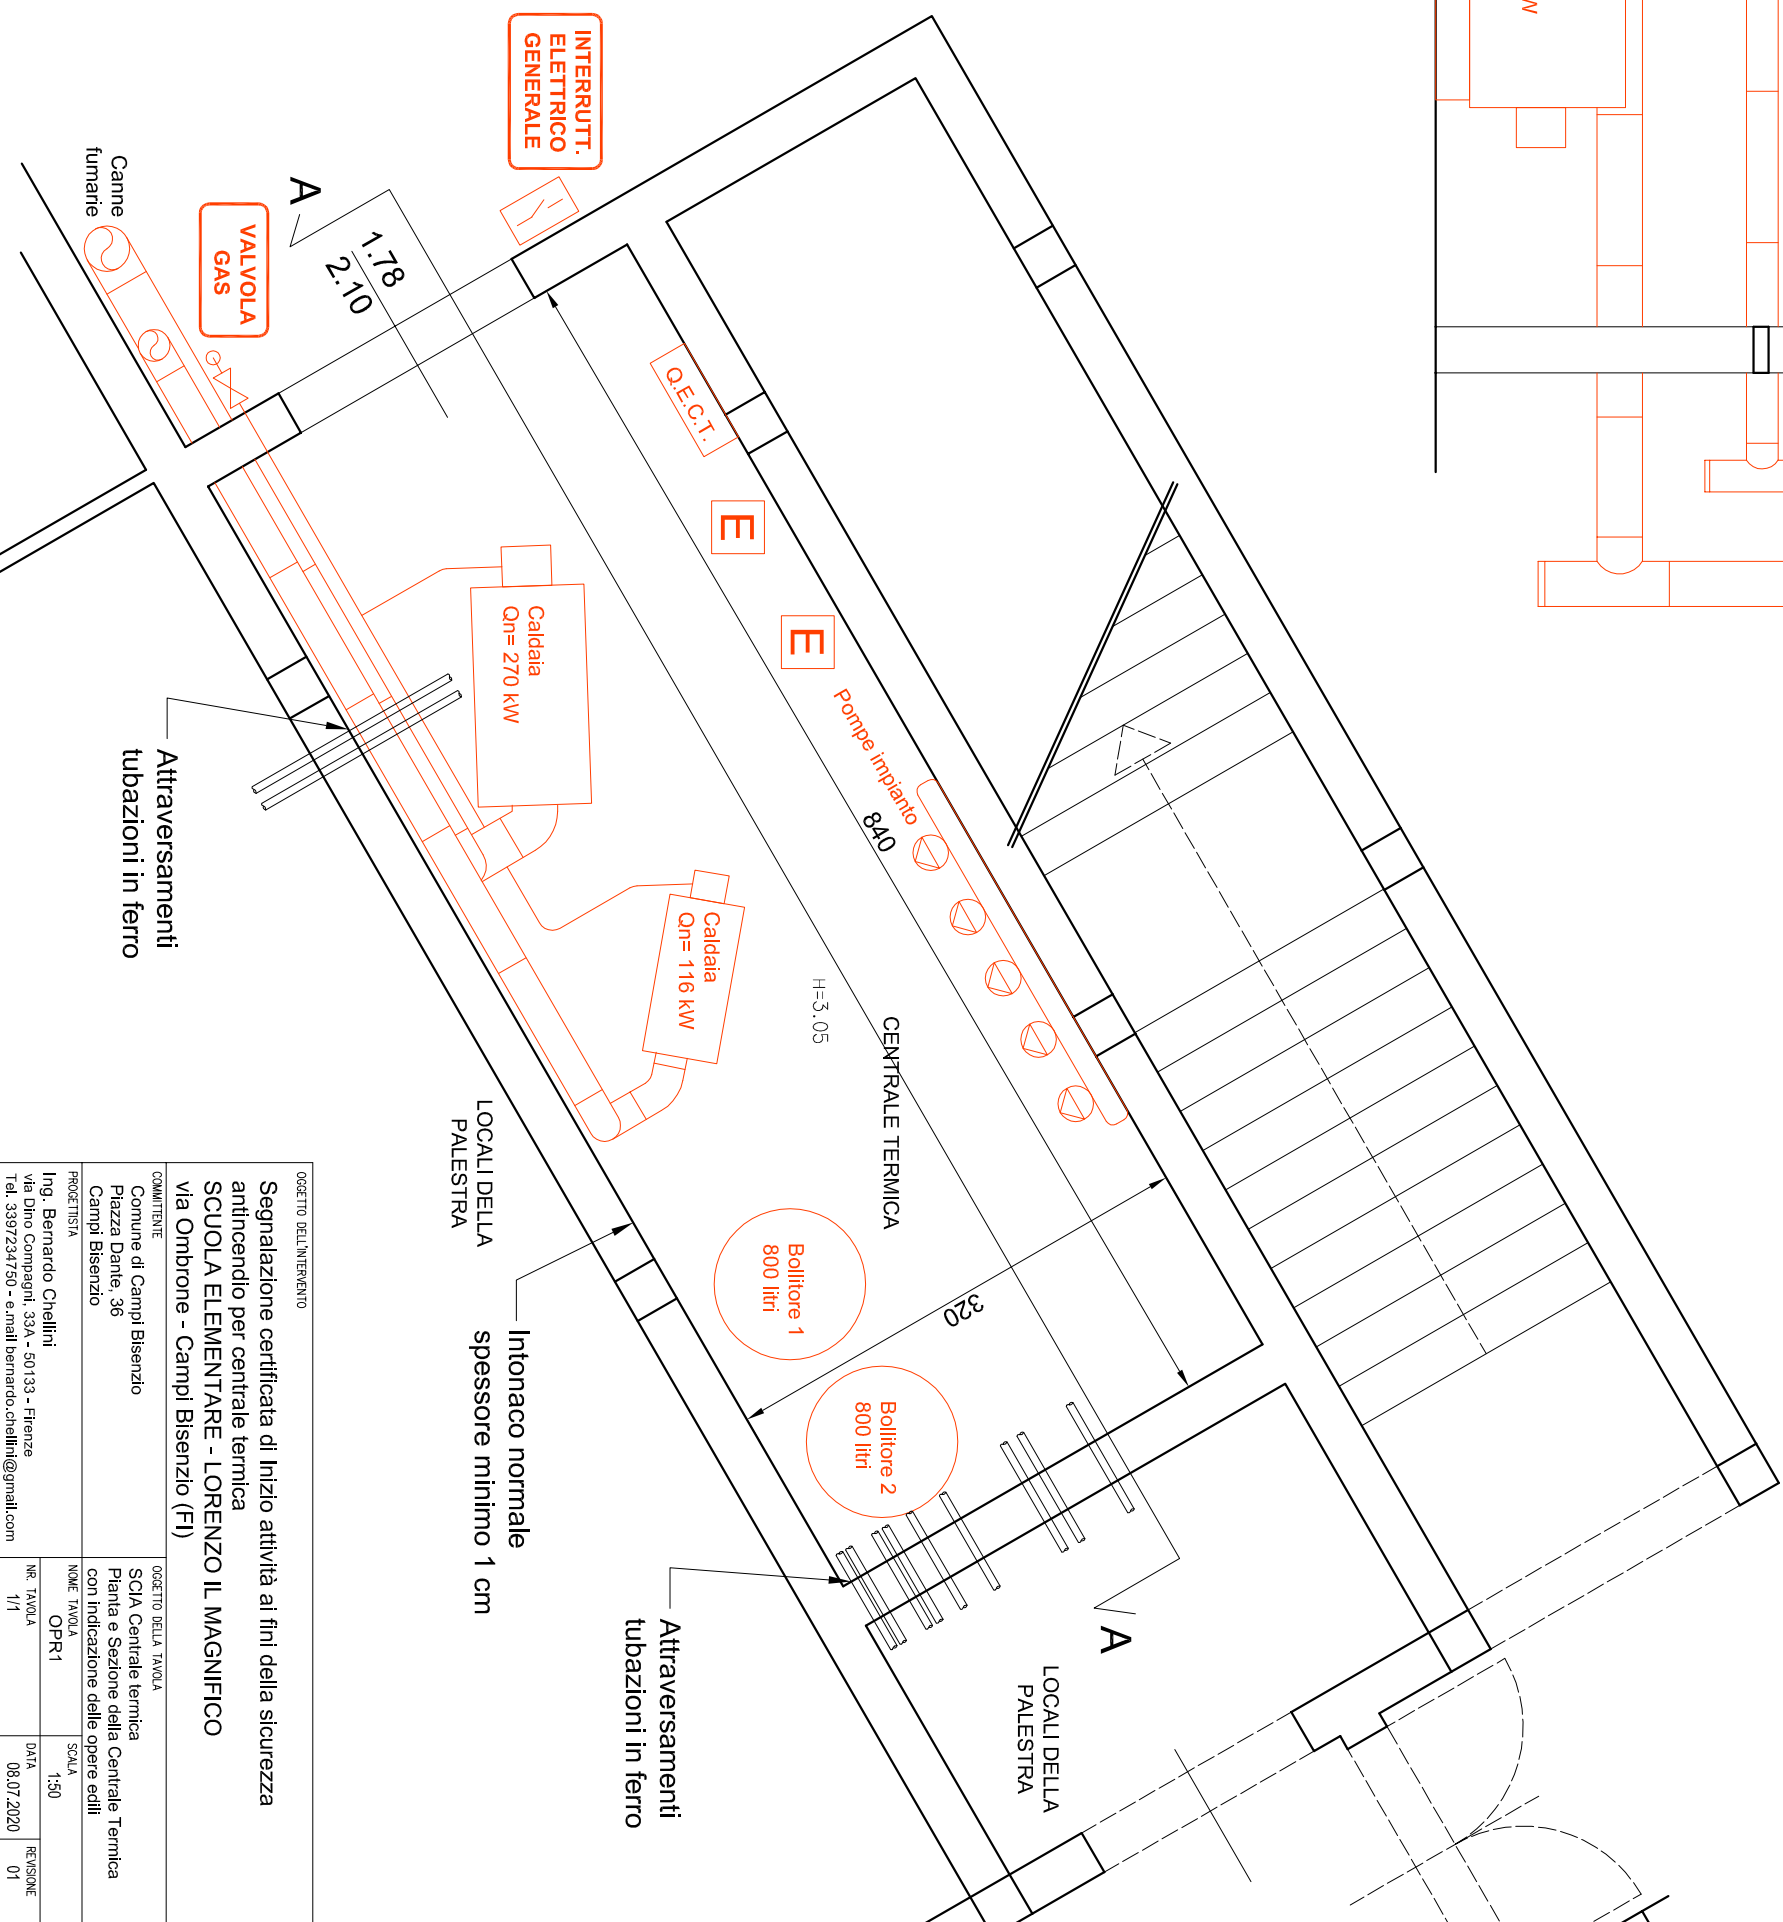 W
INTERRUTT.
ELETTRICO
GENERALE
A
1.78
2.10
Canne
fumarie
VALVOLA
GAS
Q.E.C.T.
E
E
Caldaia
Qn= 270 kW
Pompe impianto
840
Caldaia
Qn= 116 kW
H=3.05
CENTRALE TERMICA
Attraversamenti
tubazioni in ferro
LOCALI DELLA
PALESTRA
Bollitore 1
800 litri
320
Bollitore 2
800 litri
Intonaco normale
spessore minimo 1 cm
Attraversamenti
tubazioni in ferro
A
LOCALI DELLA
PALESTRA
OGGETTO DELL'INTERVENTO
Segnalazione certificata di Inizio attività ai fini della sicurezza
antincendio per centrale termica
SCUOLA ELEMENTARE - LORENZO IL MAGNIFICO
via Ombrone - Campi Bisenzio (FI)
COMMITTENTE
Comune di Campi Bisenzio
Piazza Dante, 36
Campi Bisenzio
PROGETTISTA
Ing. Bernardo Chellini
via Dino Compagni, 33A - 50133 - Firenze
Tel. 3397234750 - e.mail bernardo.chellini@gmail.com
OGGETTO DELLA TAVOLA
SCIA Centrale termica
Pianta e Sezione della Centrale Termica
con indicazione delle opere edili
NOME TAVOLA
OPR1
SCALA
1:50
NR. TAVOLA
1/1
DATA
08.07.2020
REVISIONE
01